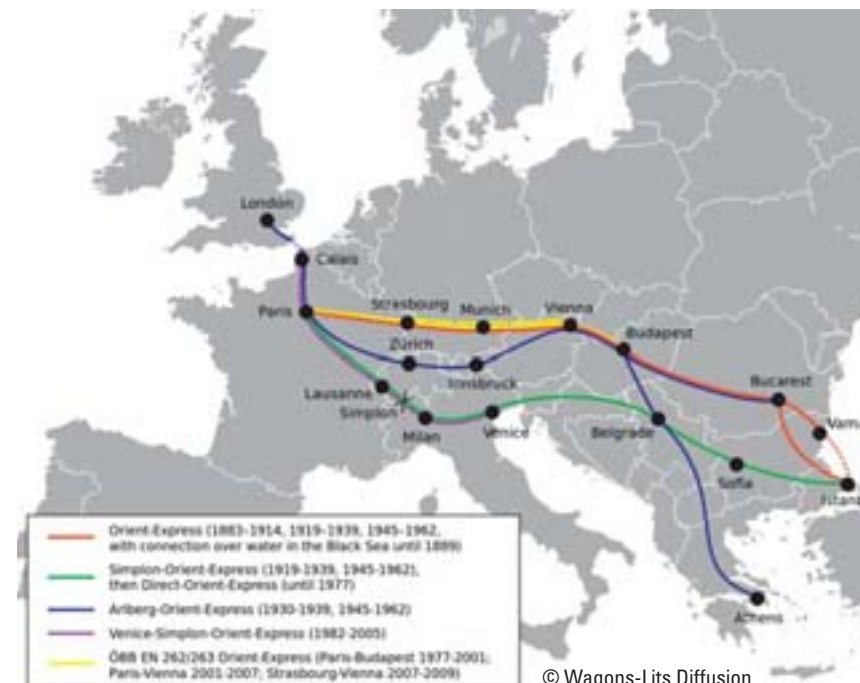 London
Calais
Paris
Strasbourg
Munich
Vienna
Zürich
Innsbruck
Budapest
Lausanne
Simplon
Milan
Venice
Belgrade
Bucarest
Sofia
Athens
Orient-Express (1883–1914, 1919–1939, 1945–1962,
with connection over water in the Black Sea until 1889)
Simplon-Orient-Express (1919-1939, 1945-1962),
then Direct-Orient-Express (until 1977)
Arlberg-Orient-Express (1930-1939, 1945-1962)
Venice-Simplon-Orient-Express (1982-2005)
ÖBB EN 262/263 Orient-Express (Paris-Budapest 1977-2001;
Paris-Vienna 2001-2007; Strasbourg-Vienna 2007-2009)
© Wagons-Lits Diffusion